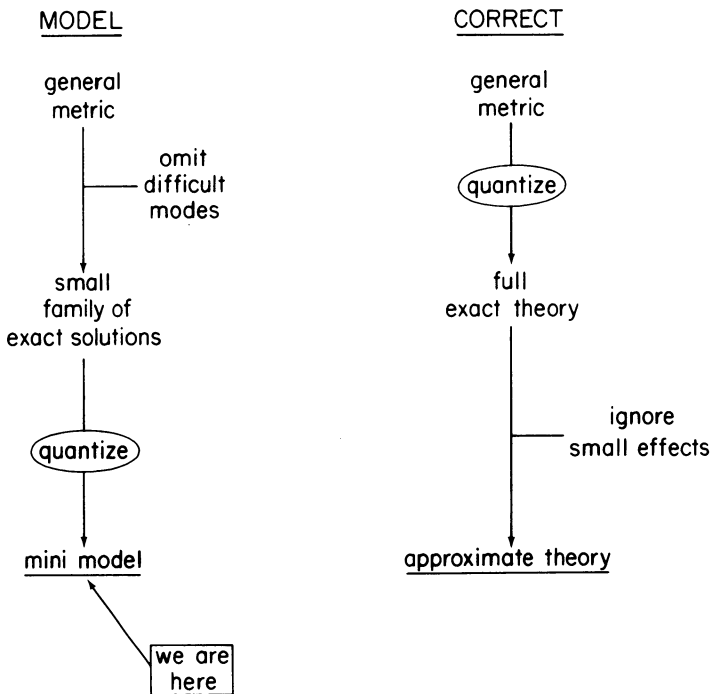 MODEL
general
metric
omit
difficult
modes
small
family of
exact solutions
quantize
mini model
we are
here
CORRECT
general
metric
quantize
full
exact theory
ignore
small effects
approximate theory